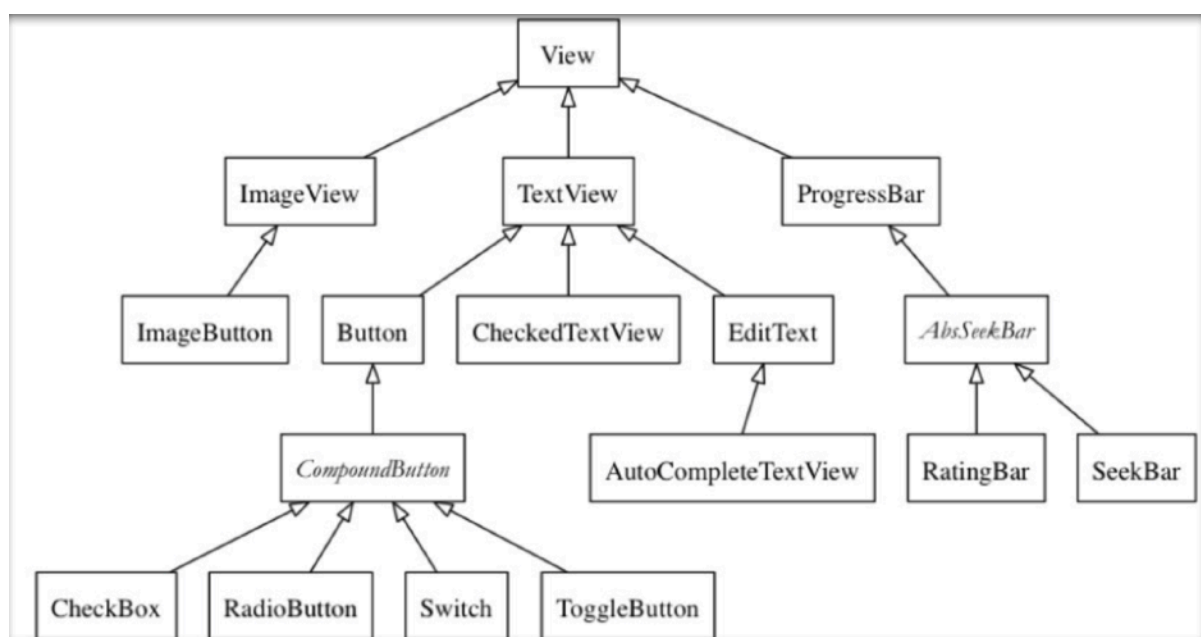 View
ImageView
TextView
ProgressBar
ImageButton
Button
CheckedTextView
EditText
AbsSeekBar
CompoundButton
AutoCompleteTextView
RatingBar
SeekBar
CheckBox
RadioButton
Switch
ToggleButton